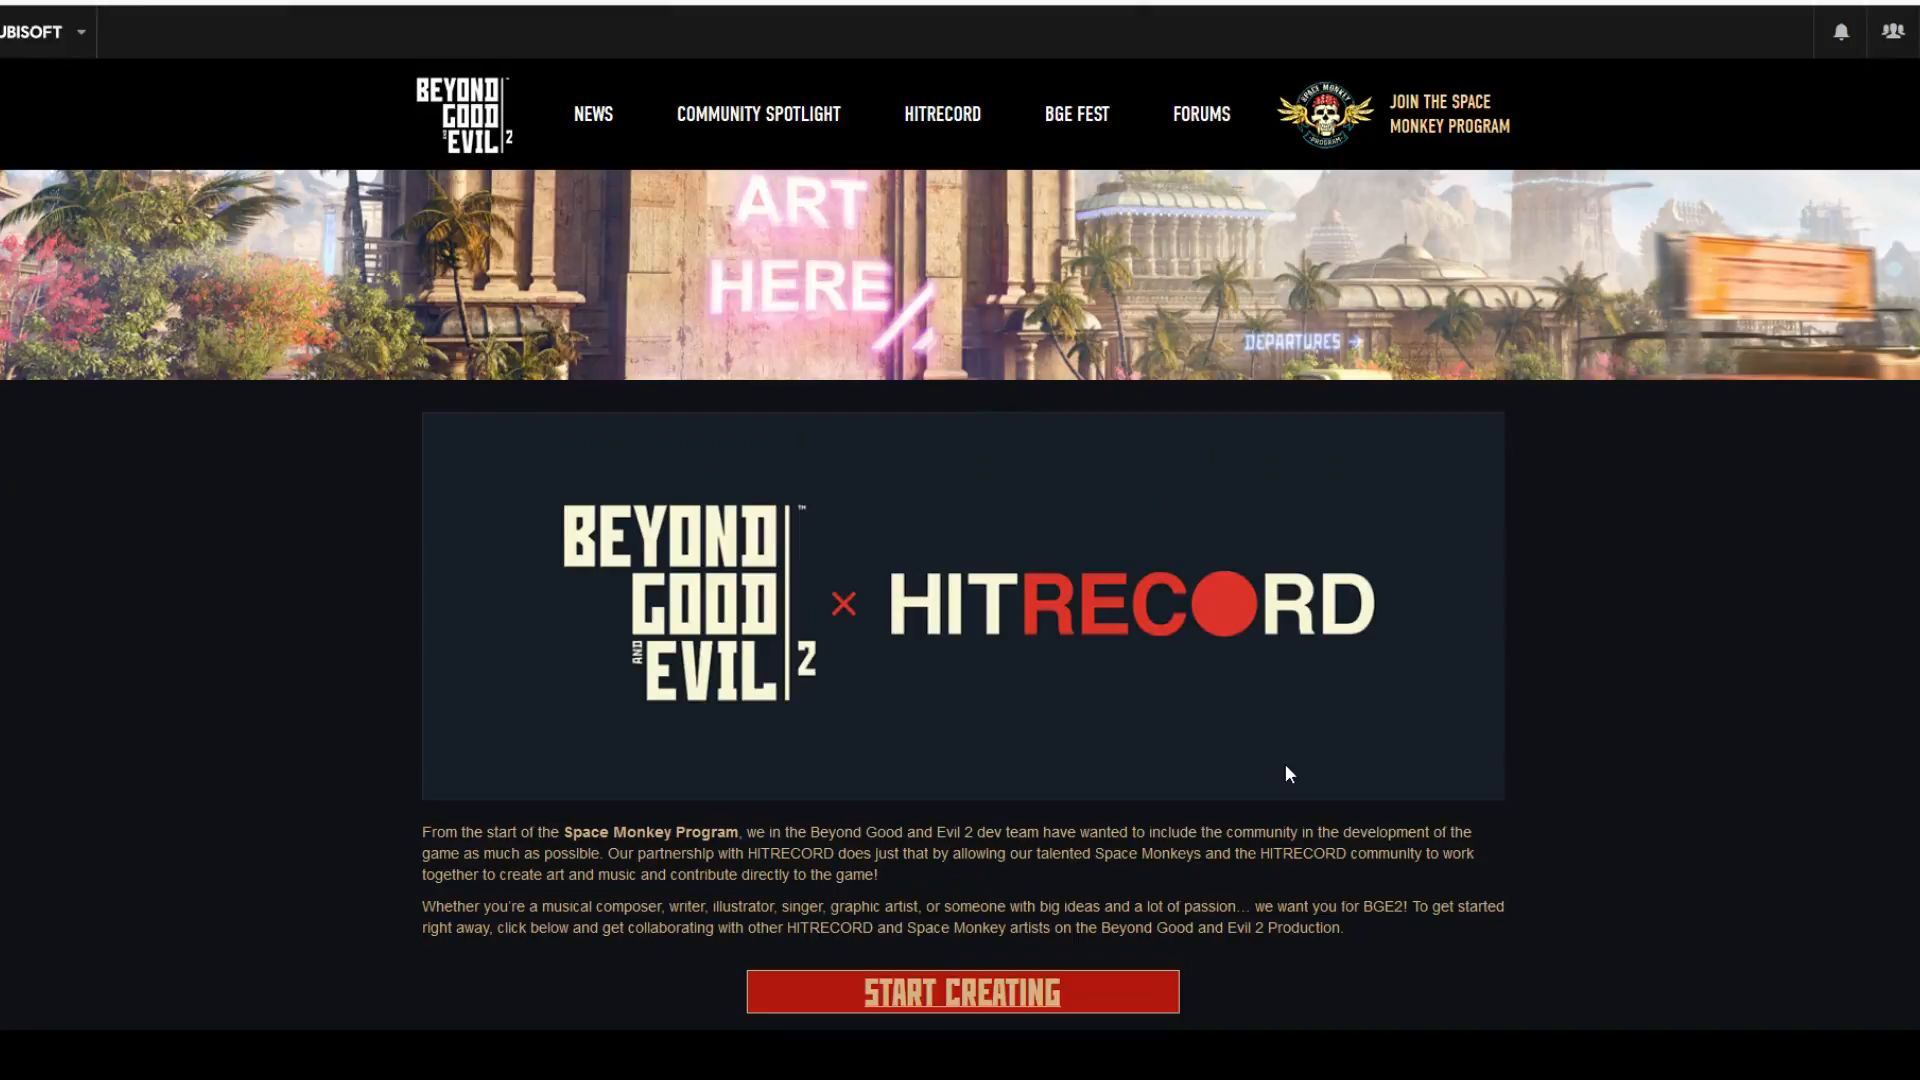 UBISOFT
BEYOND
GOOD
AND EVIL 2
NEWS
COMMUNITY SPOTLIGHT
HITRECORD
BGE FEST
FORUMS
SPACE MONKEY
PROGRAM
JOIN THE SPACE
MONKEY PROGRAM
ART
HERE
DEPARTURES →
BEYOND ™
GOOD
AND EVIL 2
× HITRECORD
From the start of the Space Monkey Program, we in the Beyond Good and Evil 2 dev team have wanted to include the community in the development of the
game as much as possible. Our partnership with HITRECORD does just that by allowing our talented Space Monkeys and the HITRECORD community to work
together to create art and music and contribute directly to the game!
Whether you're a musical composer, writer, illustrator, singer, graphic artist, or someone with big ideas and a lot of passion... we want you for BGE2! To get started
right away, click below and get collaborating with other HITRECORD and Space Monkey artists on the Beyond Good and Evil 2 Production.
START CREATING